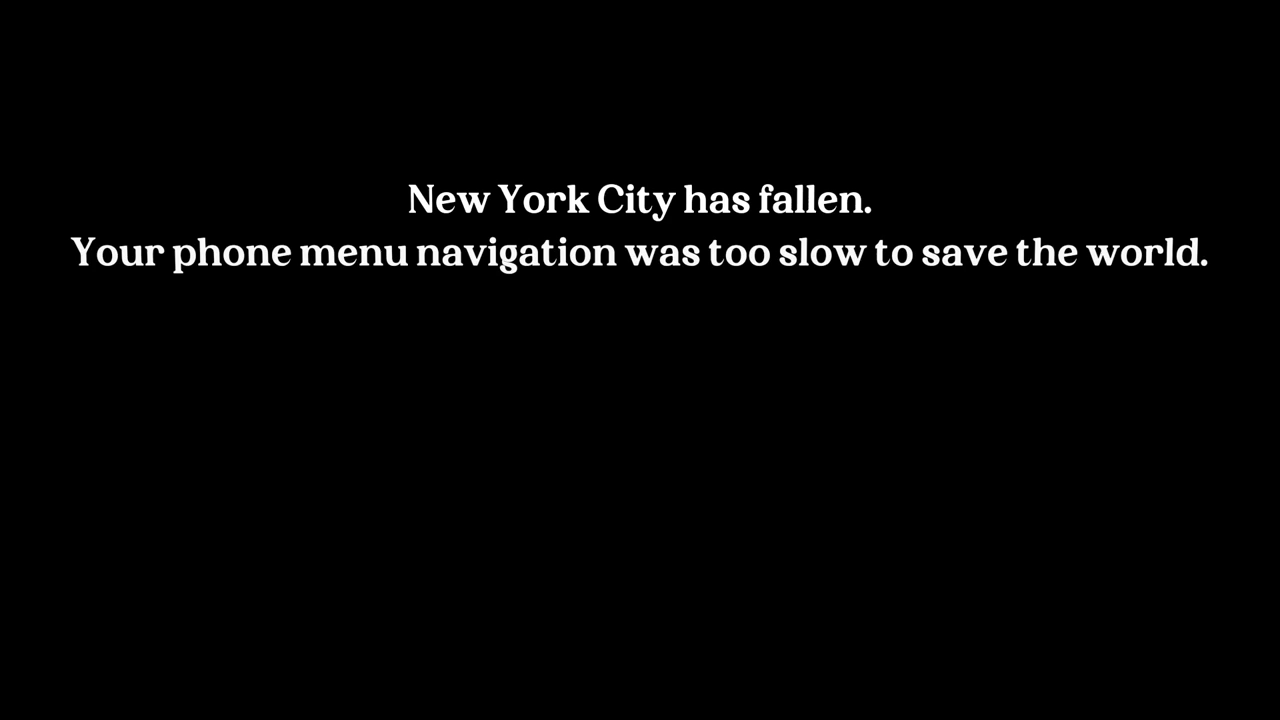 New York City has fallen.
Your phone menu navigation was too slow to save the world.